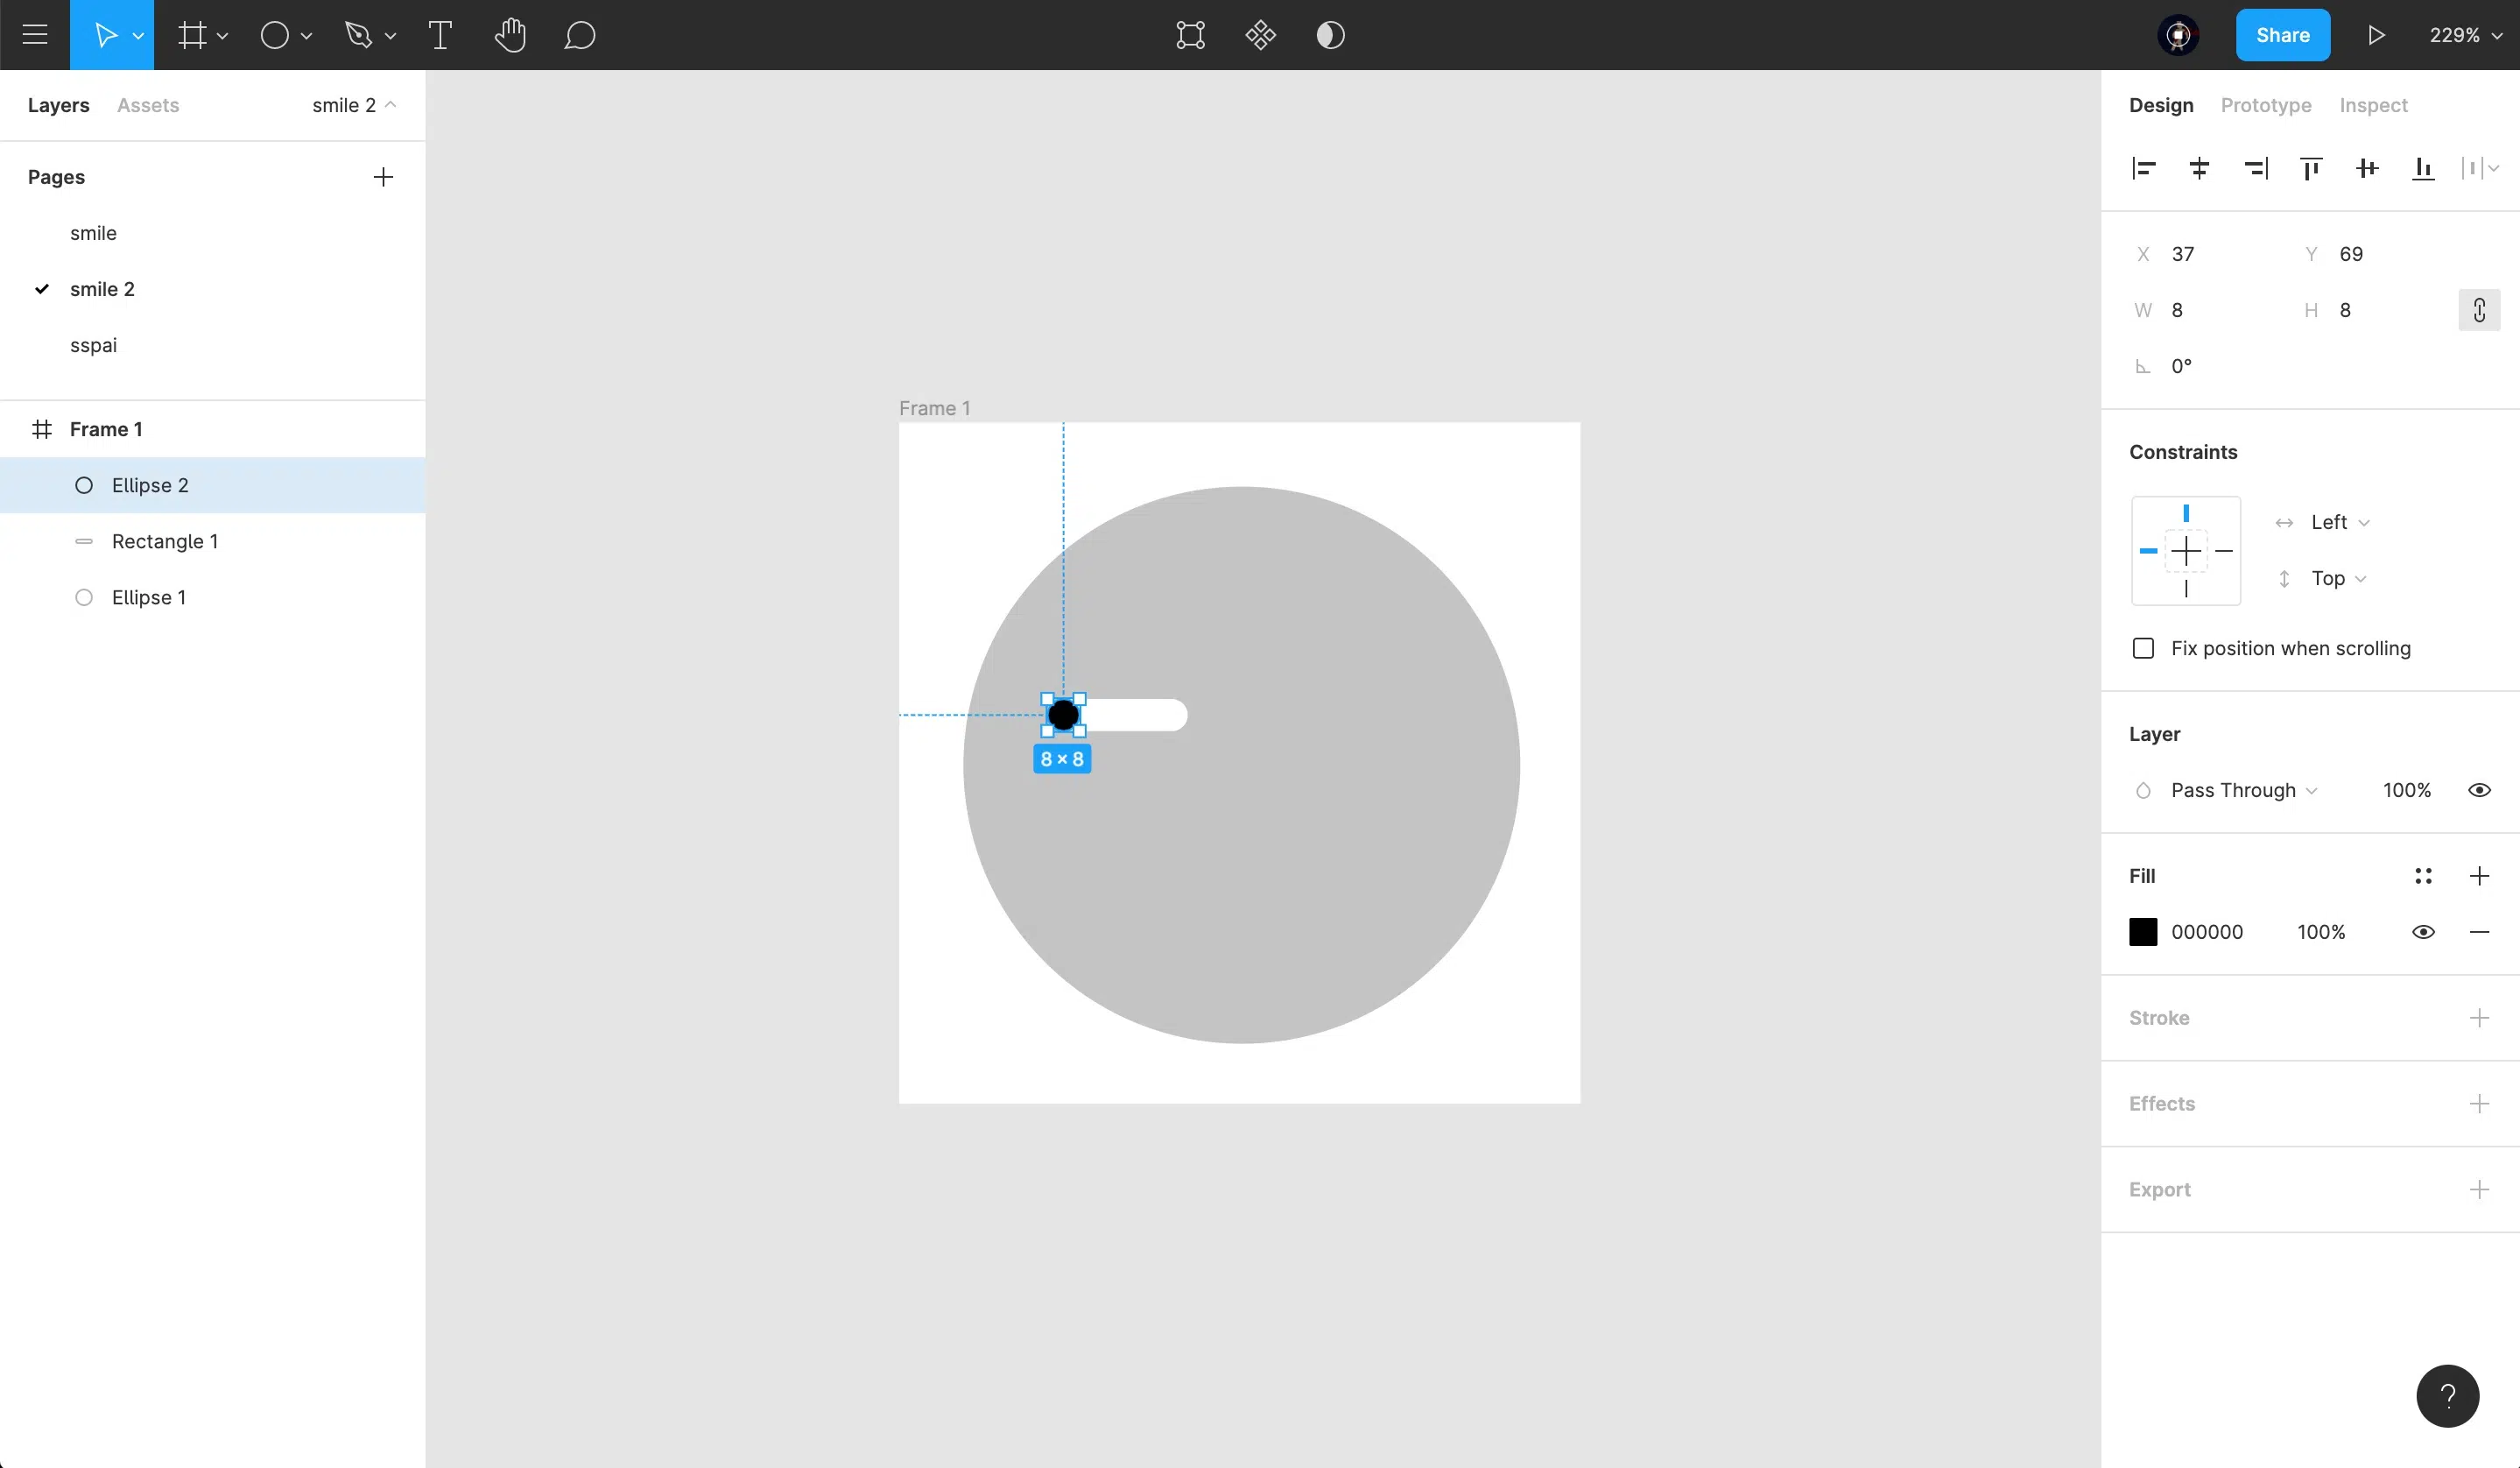 Share
229%
Layers Assets smile 2
Pages
smile
smile 2
sspai
Frame 1
Ellipse 2
Rectangle 1
Ellipse 1
Frame 1
8 × 8
Design Prototype Inspect
X 37 Y 69
W 8 H 8
0°
Constraints
Left
Top
Fix position when scrolling
Layer
Pass Through 100%
Fill
000000 100%
Stroke
Effects
Export
?